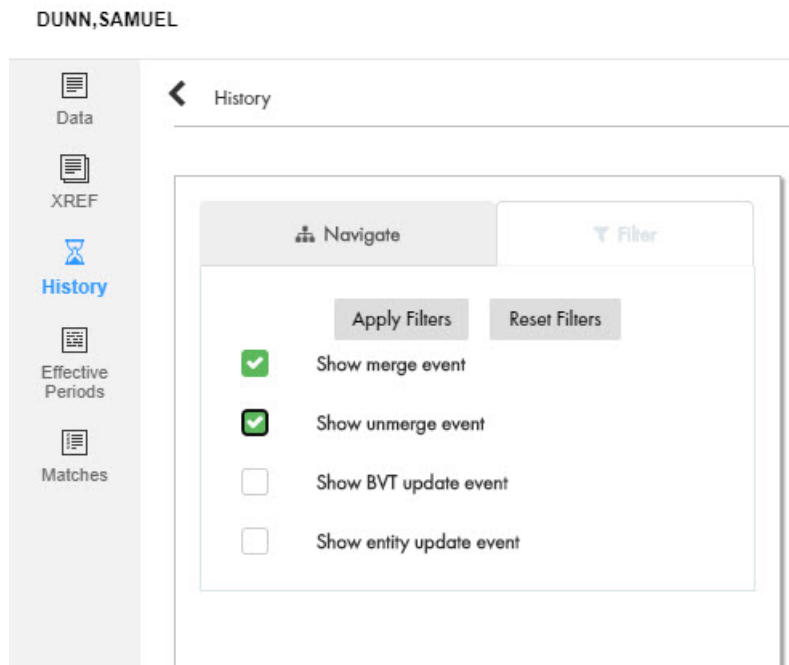 DUNN,SAMUEL
Data
XREF
History
Effective
Periods
Matches
History
Navigate
Filter
Apply Filters
Reset Filters
Show merge event
Show unmerge event
Show BVT update event
Show entity update event